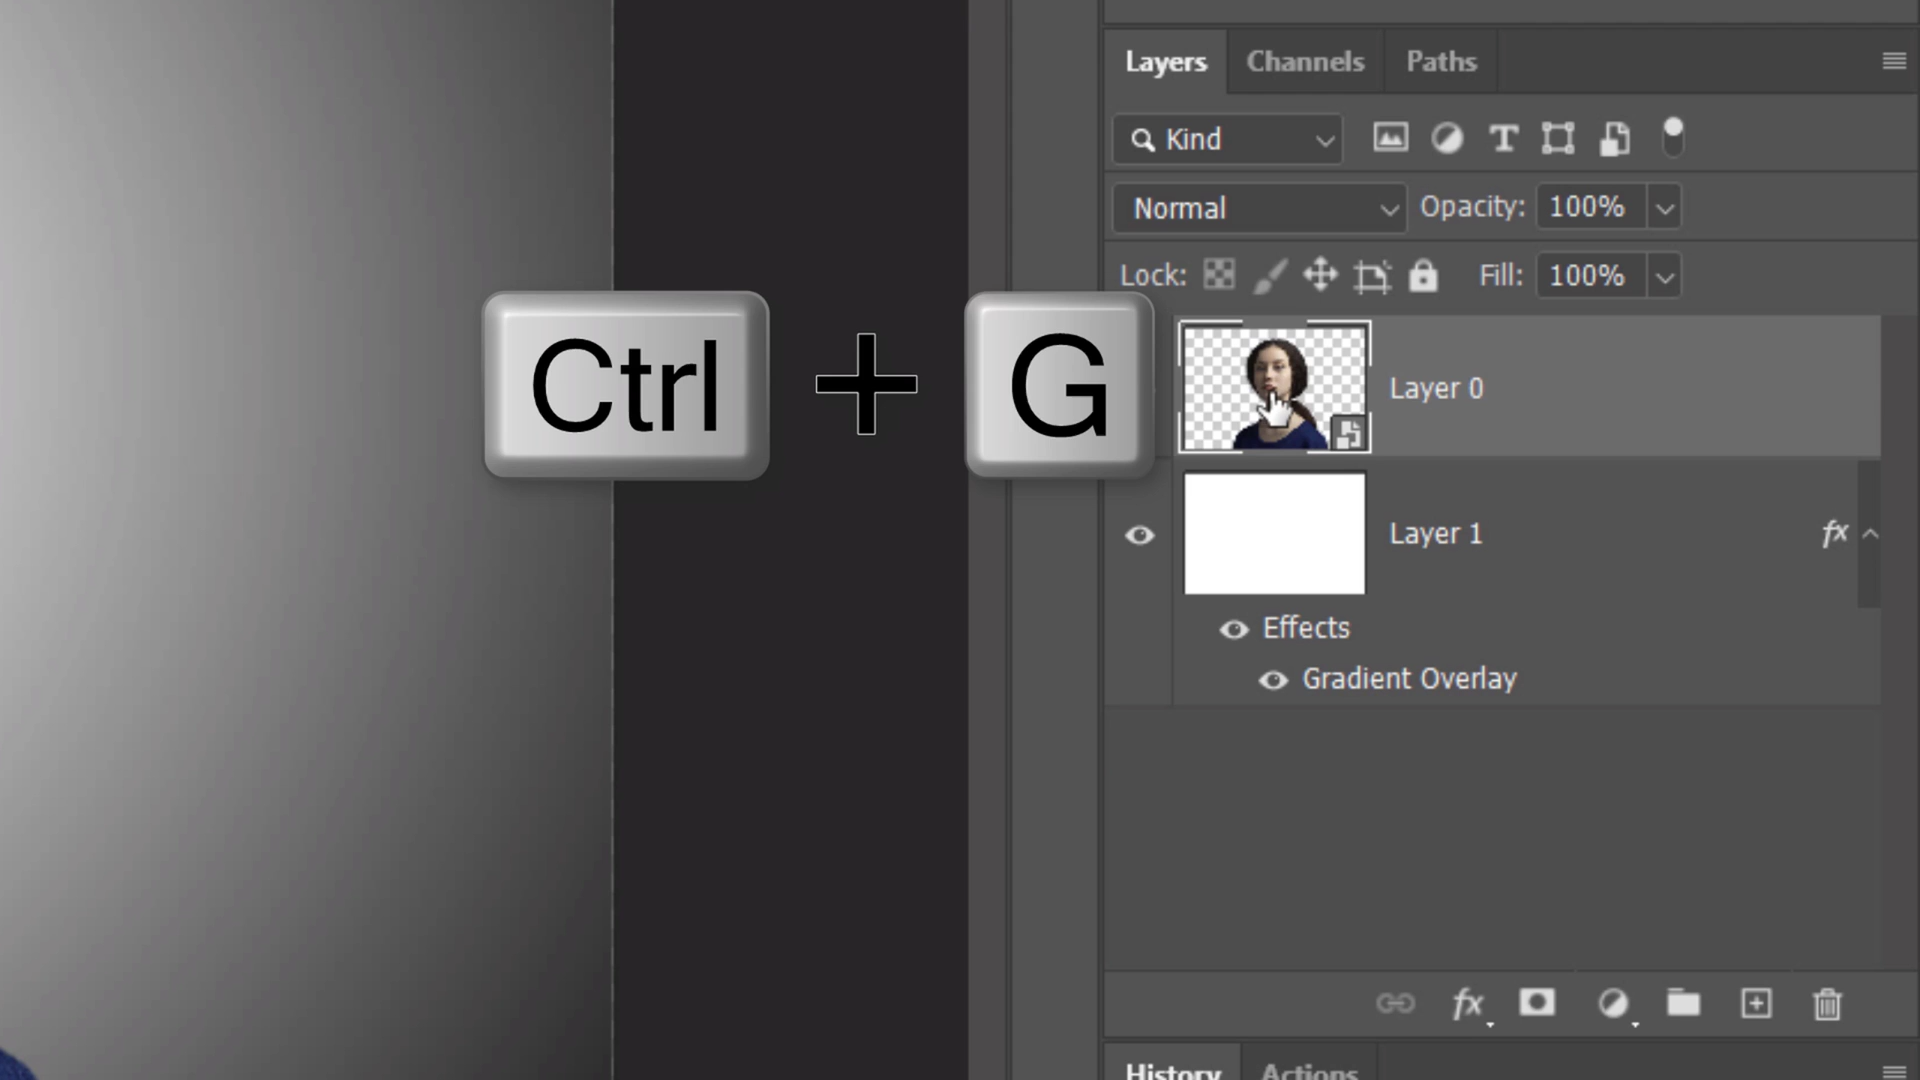 Layers Channels Paths
Kind
Normal Opacity: 100%
Lock: Fill: 100%
Ctrl + G
Layer 0
Layer 1 fx
Effects
Gradient Overlay
fx
History Actions